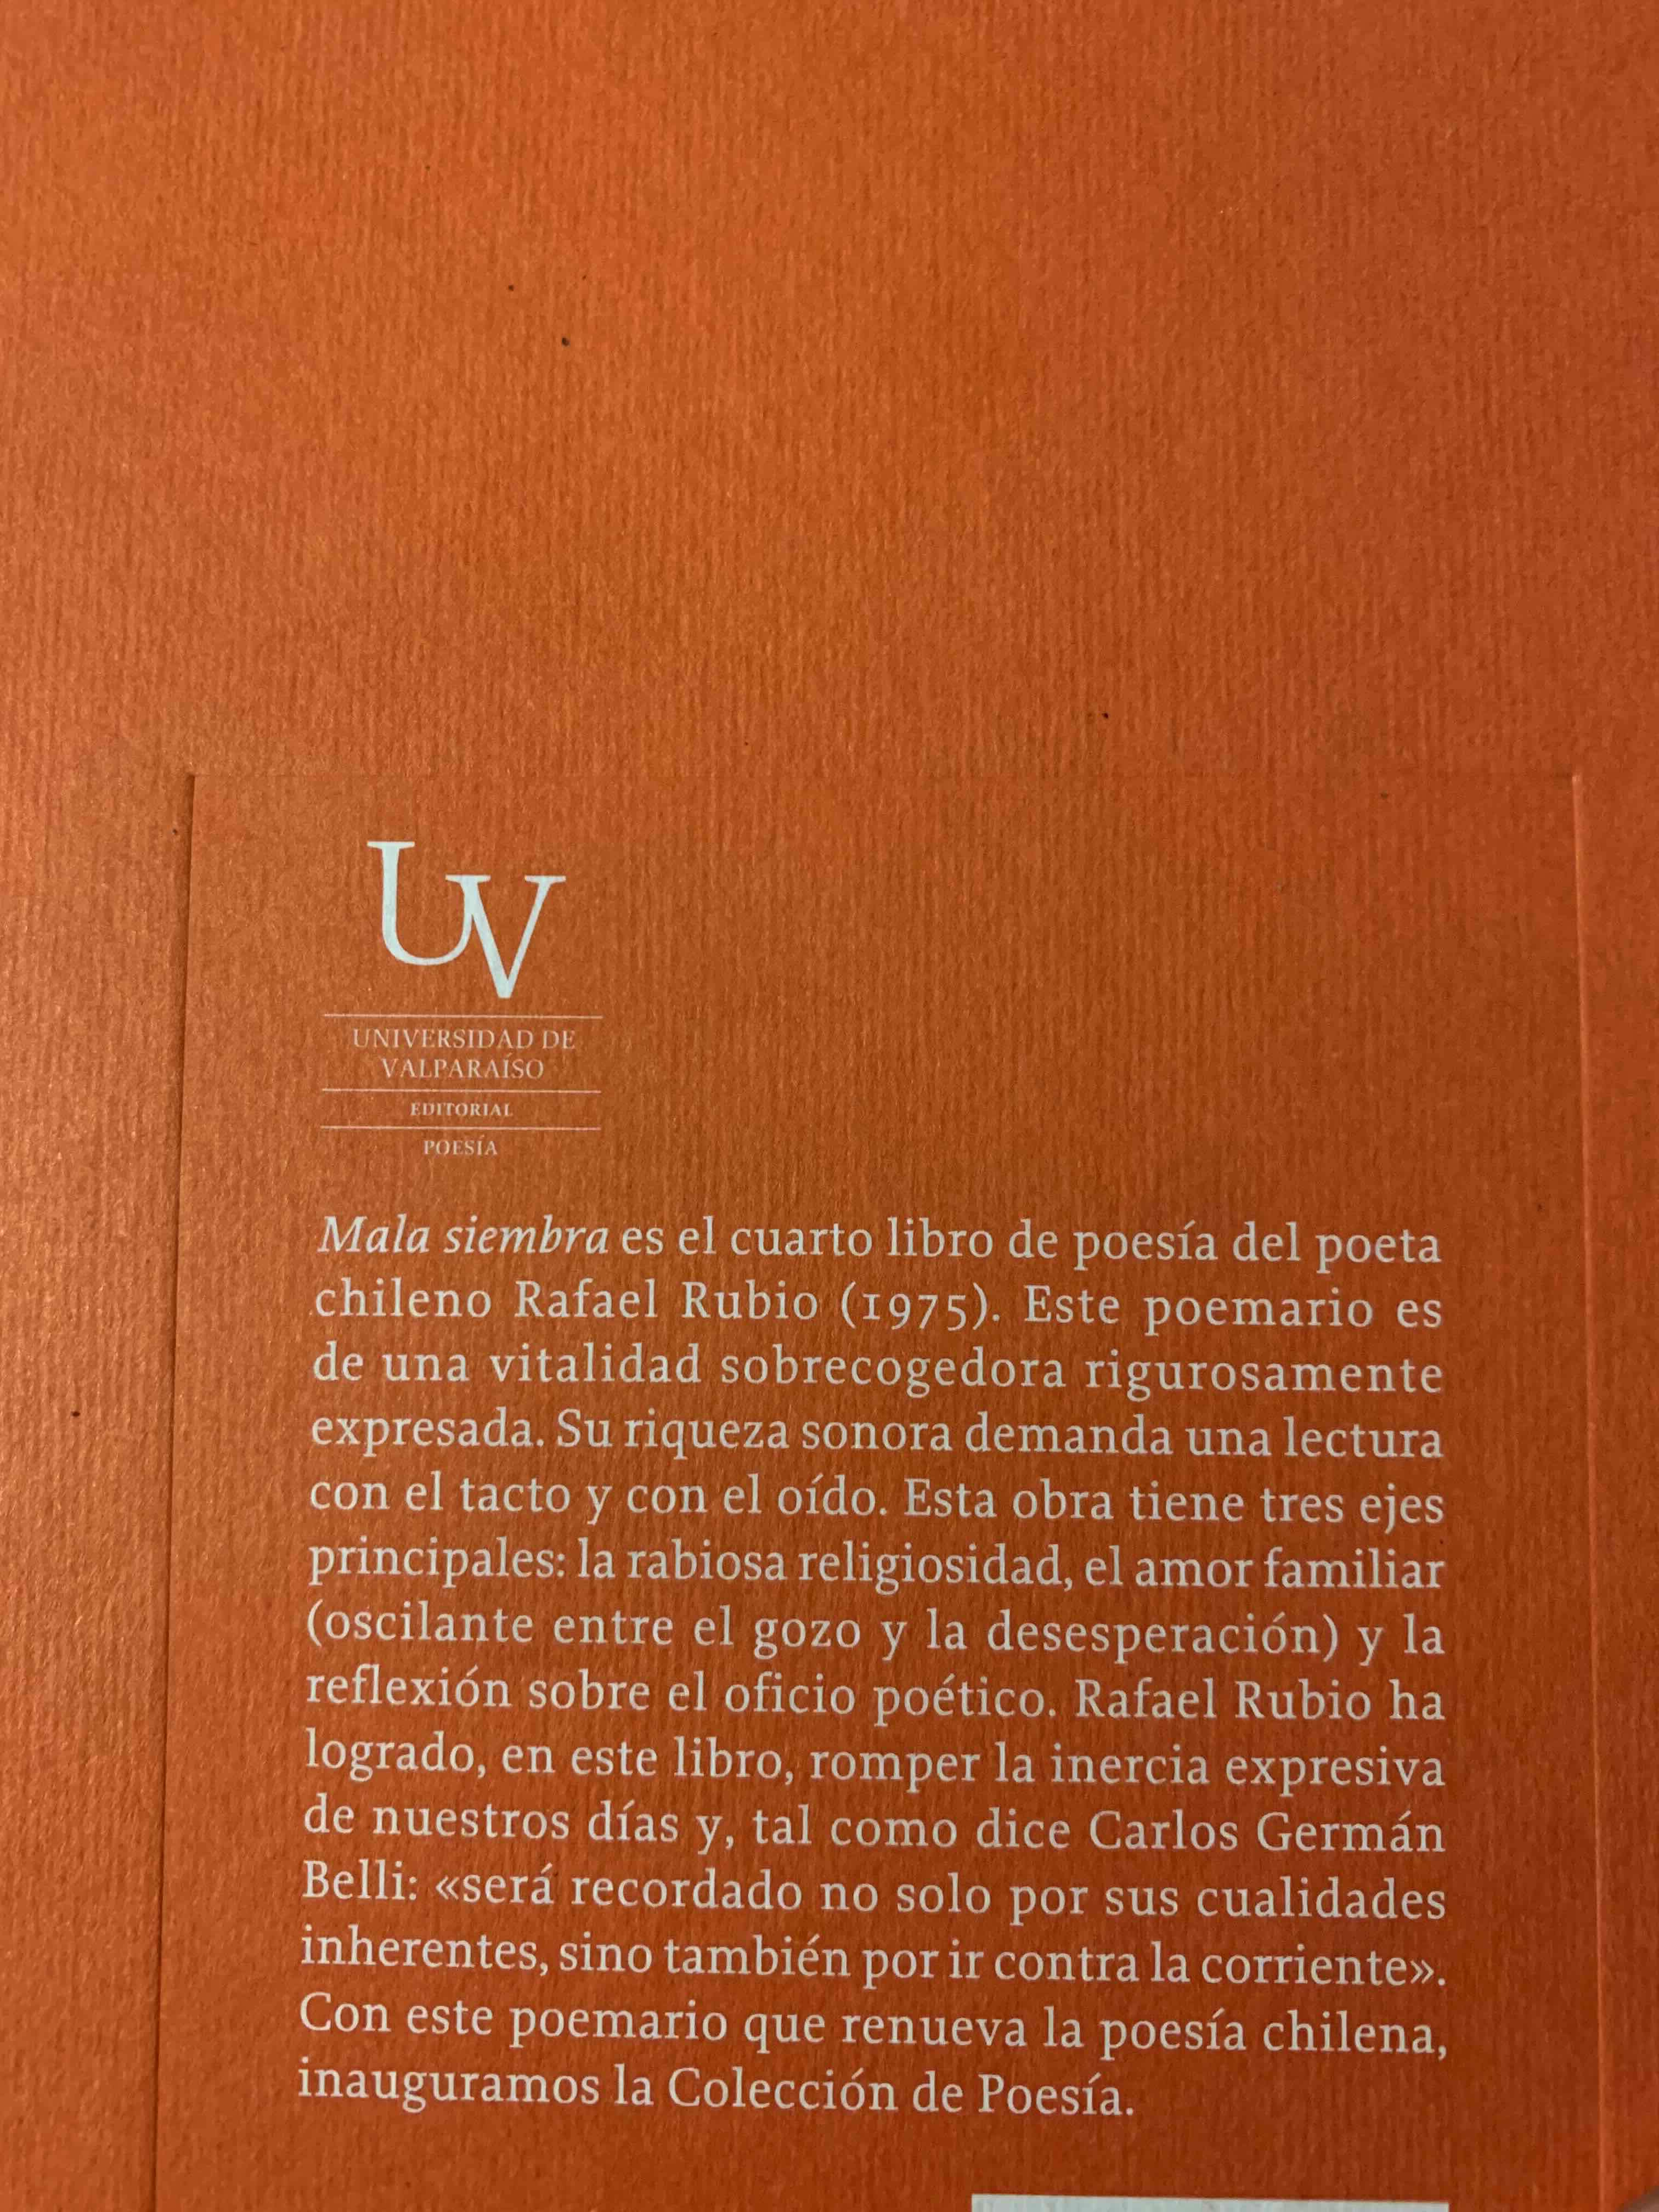 UV
UNIVERSIDAD DE
VALPARAÍSO
EDITORIAL
POESÍA
Mala siembra es el cuarto libro de poesía del poeta
chileno Rafael Rubio (1975). Este poemario es
de una vitalidad sobrecogedora rigurosamente
expresada. Su riqueza sonora demanda una lectura
con el tacto y con el oído. Esta obra tiene tres ejes
principales: la rabiosa religiosidad, el amor familiar
(oscilante entre el gozo y la desesperación) y la
reflexión sobre el oficio poético. Rafael Rubio ha
logrado, en este libro, romper la inercia expresiva
de nuestros días y, tal como dice Carlos Germán
Belli: «será recordado no solo por sus cualidades
inherentes, sino también por ir contra la corriente».
Con este poemario que renueva la poesía chilena,
inauguramos la Colección de Poesía.